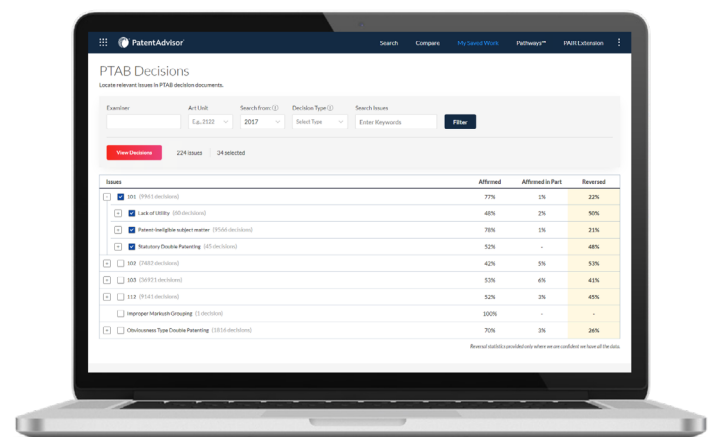 PatentAdvisor
Search Compare My Saved Work Pathways™ PAIR Extension
PTAB Decisions
Locate relevant issues in PTAB decision documents.
Examiner Art Unit Search from: Decision Type Search Issues
E.g., 2122 2017 Select Type Enter Keywords Filter
View Decisions 224 issues 34 selected
Issues Affirmed Affirmed in Part Reversed
101 (9961 decisions) 77% 1% 22%
Lack of Utility (60 decisions) 48% 2% 50%
Patent-ineligible subject matter (9566 decisions) 78% 1% 21%
Statutory Double Patenting (43 decisions) 52% - 48%
102 (7482 decisions) 42% 5% 53%
103 (36921 decisions) 53% 6% 41%
112 (9141 decisions) 52% 3% 45%
Improper Markush Grouping (1 decision) 100% - -
Obviousness Type Double Patenting (1816 decisions) 70% 3% 26%
Reversal statistics provided only where we are confident we have all the data.